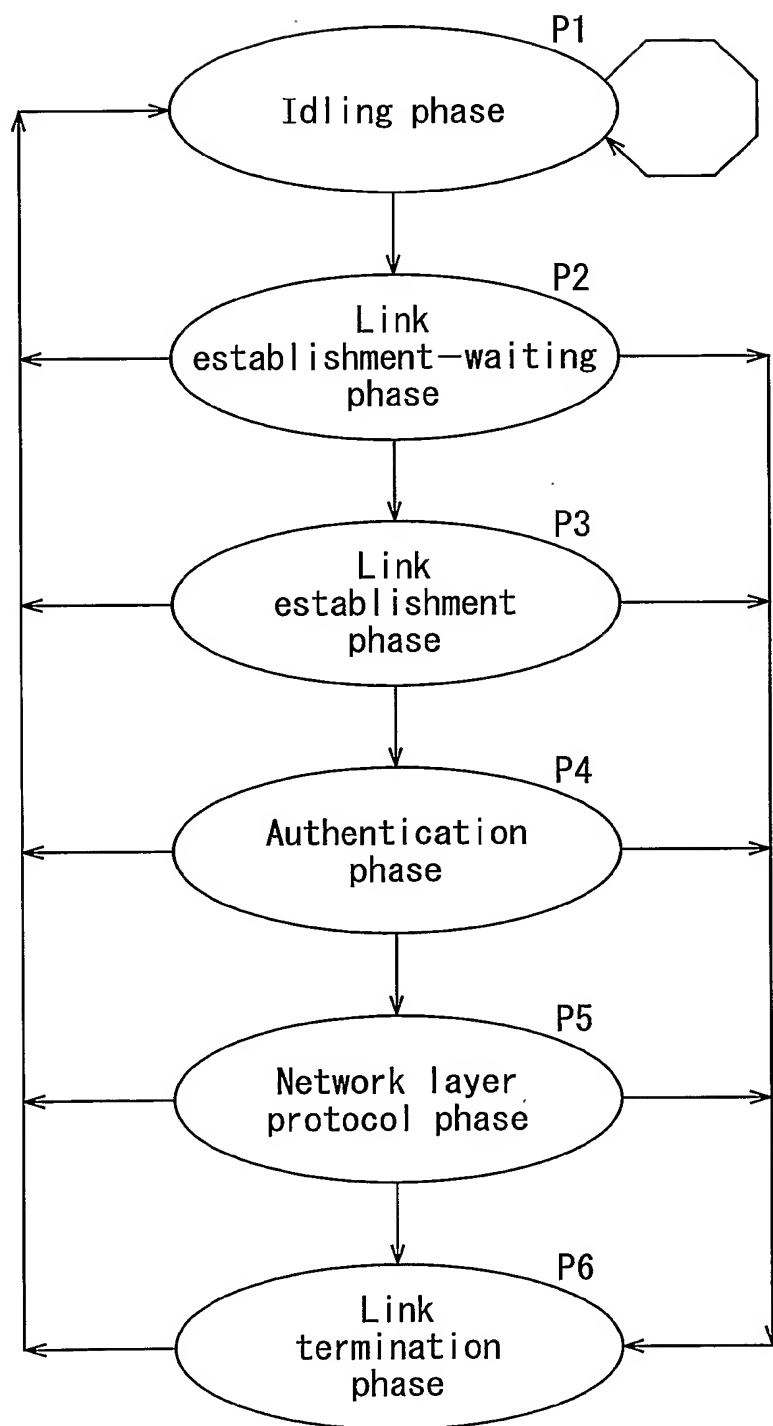 P1
Idling phase
P2
Link
establishment-waiting
phase
P3
Link
establishment
phase
P4
Authentication
phase
P5
Network layer
protocol phase
P6
Link
termination
phase